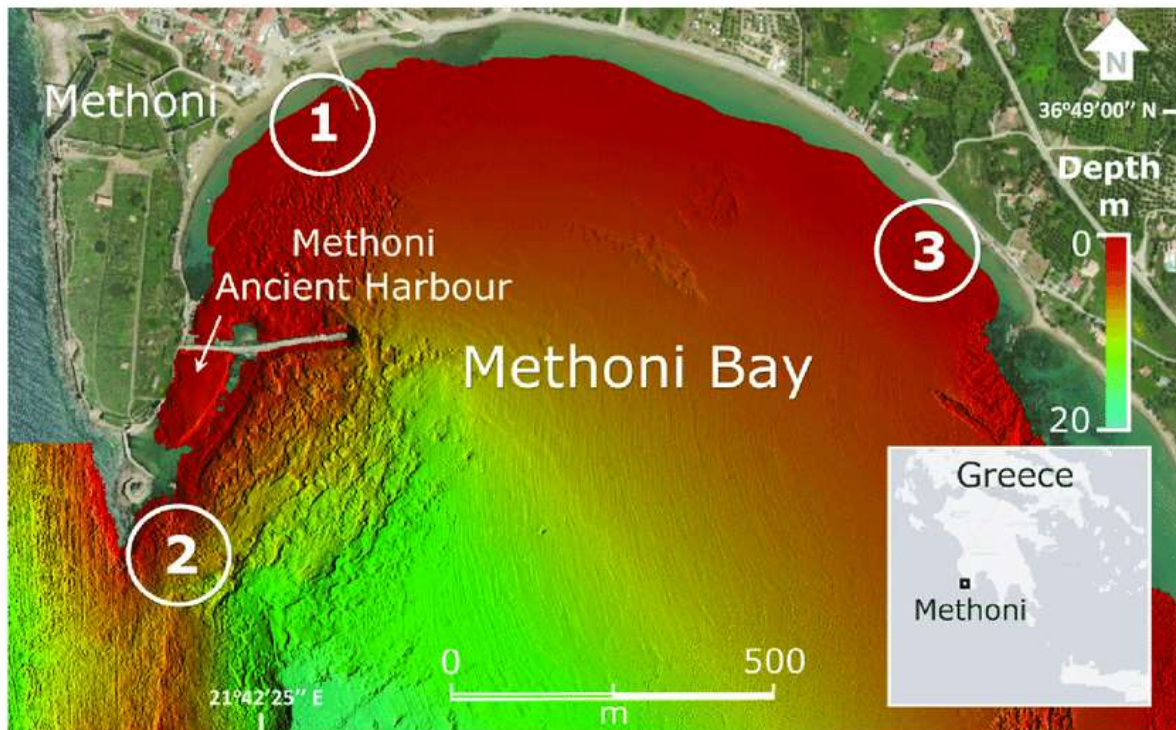 N
36°49'00'' N
Methoni
1
Depth
m
0
20
3
Methoni
Ancient Harbour
Methoni Bay
2
Greece
Methoni
0
500
m
21°42'25'' E